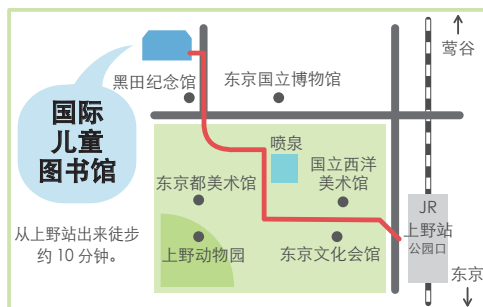 莺谷
黑田纪念馆
东京国立博物馆
国际
儿童
图书馆
喷泉
国立西洋
美术馆
东京都美术馆
从上野站出来徒步
约10分钟。
上野动物园
东京文化会馆
JR
上野站
公园口
东京